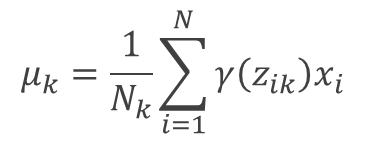 μ_k = \frac{1}{N_k} \sum_{i=1}^{N} γ(z_{ik}) x_i